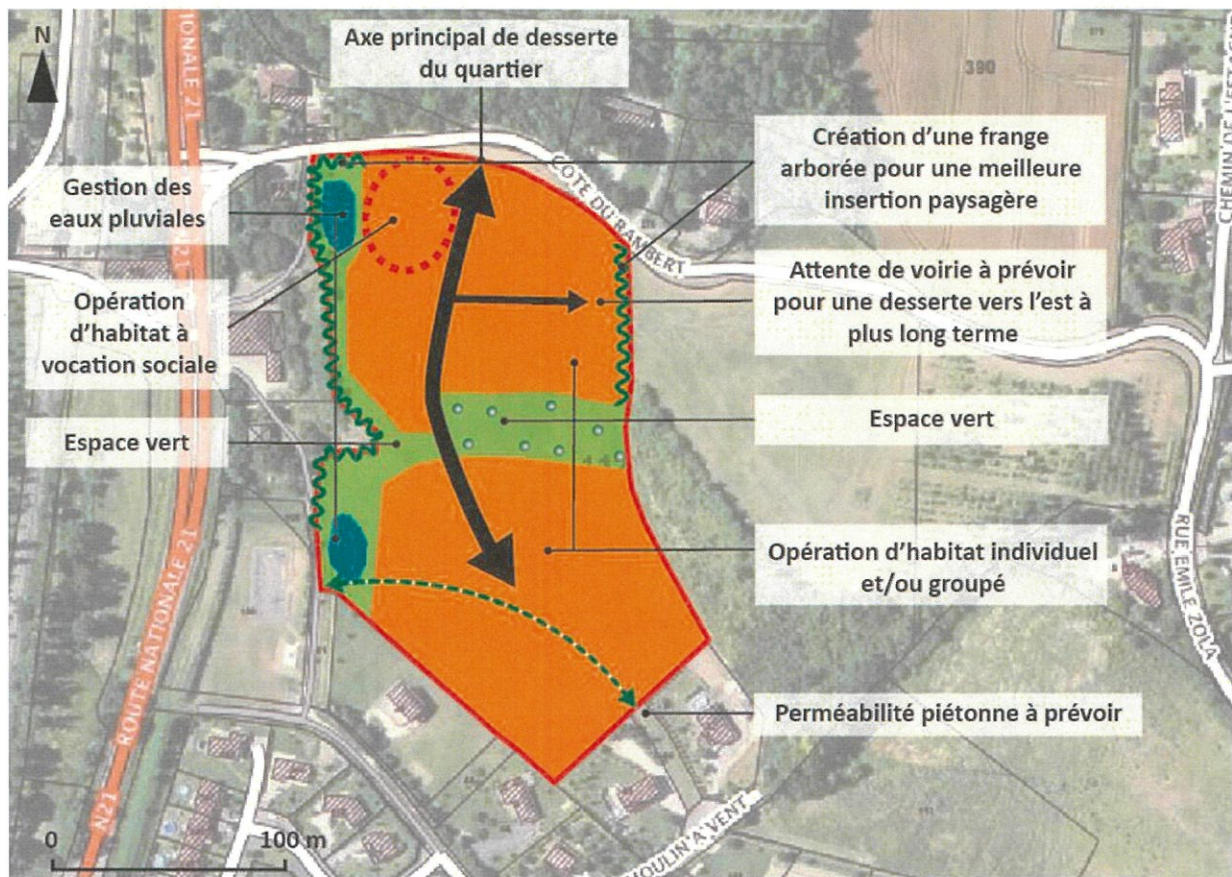 N
IONALE 21
N21
Axe principal de desserte
du quartier
390
Création d'une frange
arborée pour une meilleure
insertion paysagère
Gestion des
eaux pluviales
COTE DU RAMBERT
Attente de voirie à prévoir
pour une desserte vers l'est à
plus long terme
Opération
d'habitat à
vocation sociale
Espace vert
Espace vert
Opération d'habitat individuel
et/ou groupé
RUE EMILE ZOLA
Perméabilité piétonne à prévoir
ROUTE NATIONALE 21
N21
0
100 m
MOULIN A VENT